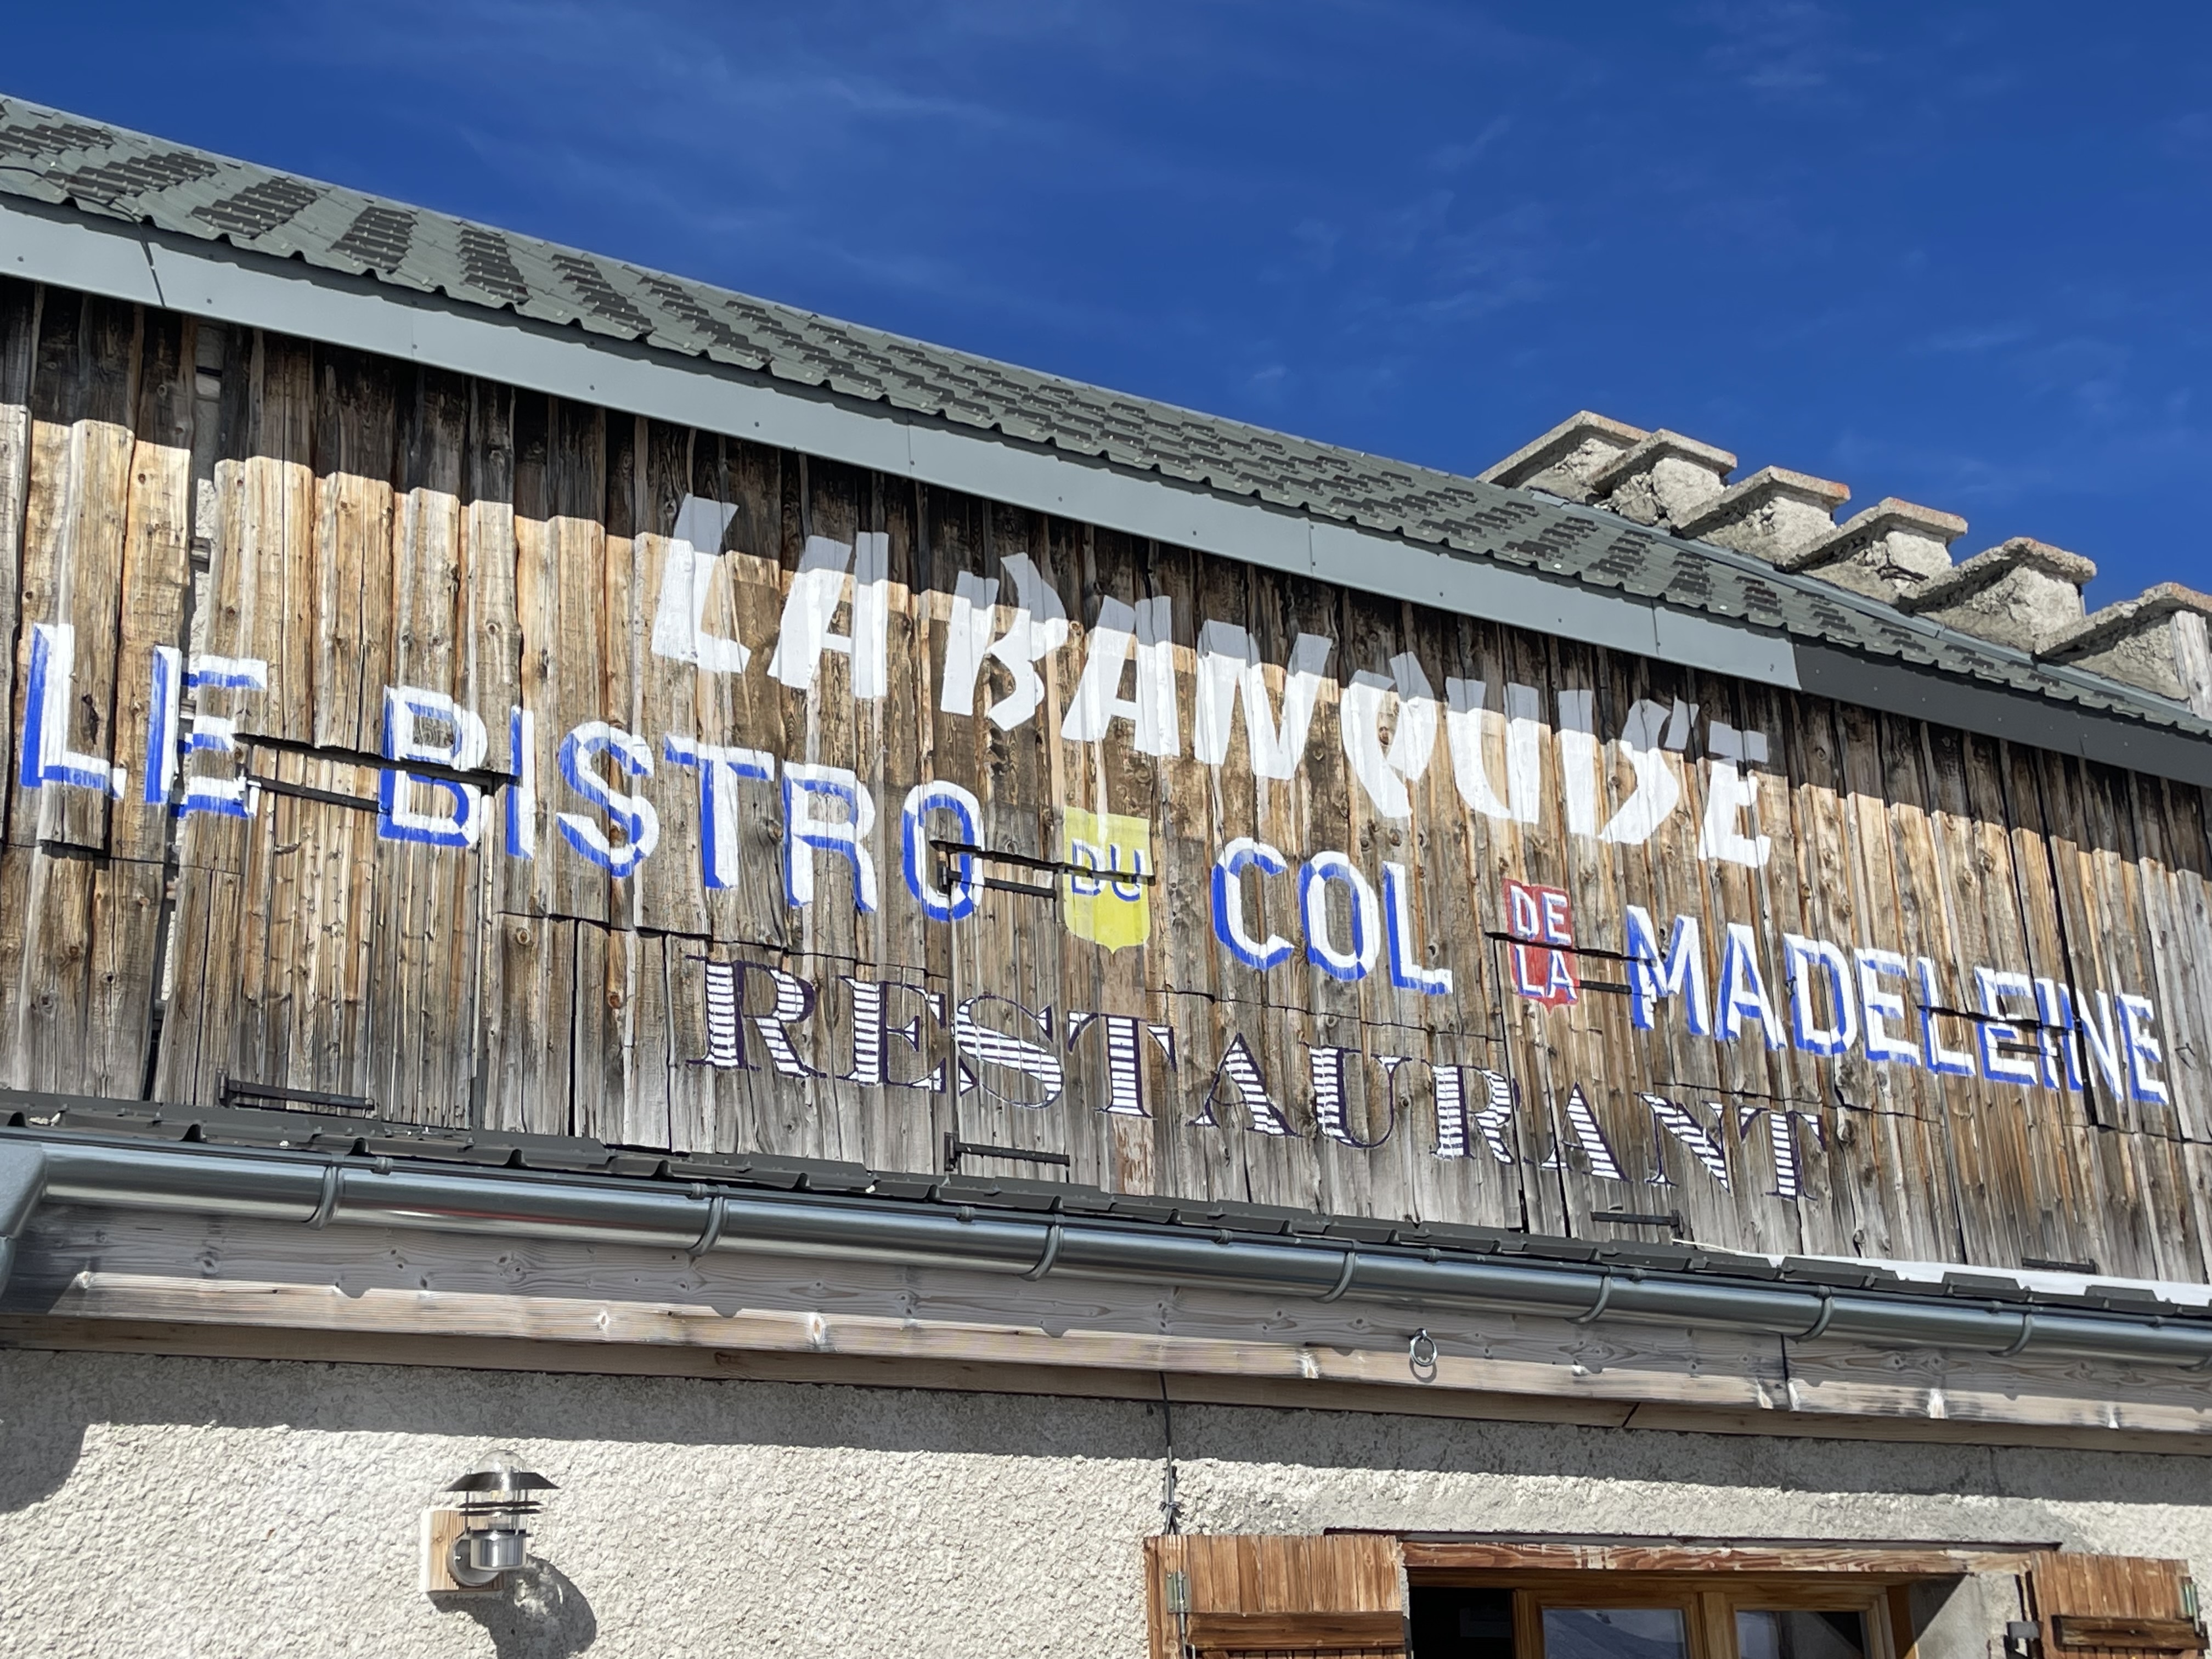 LA BANQUISE
LE BISTRO DU COL DE LA MADELEINE
RESTAURANT